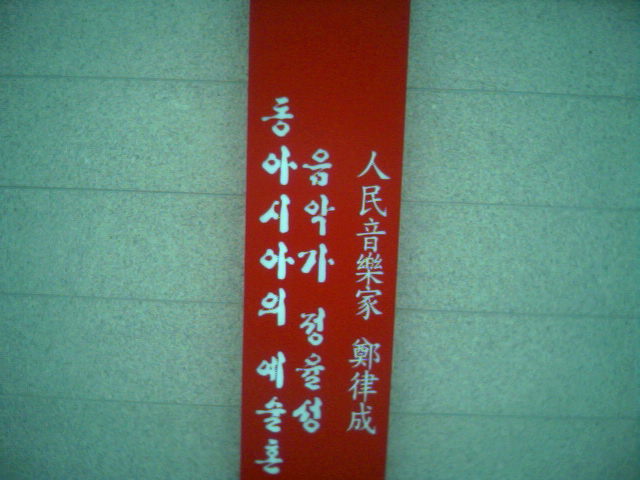 동아시아의 예술혼
음악가 정율성
人民音樂家 鄭律成